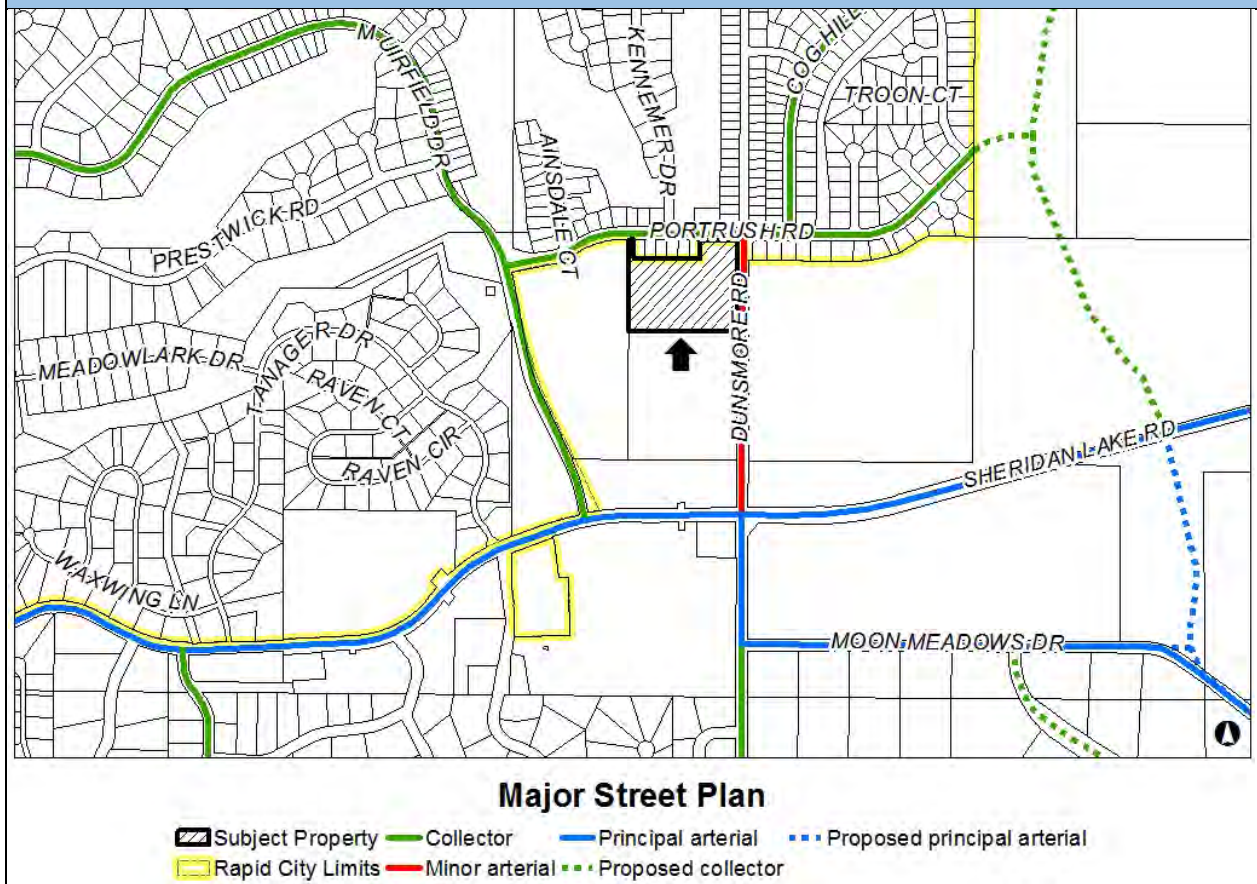 MUIRFIELD DR
KENNEMER DR
COG HILL
TROON CT
AINSDALE CT
PRESTWICK RD
PORTRUSH RD
MEADOWLARK DR
TANAGER DR
RAVEN CT
RAVEN CIR
DUNSMORE RD
SHERIDAN LAKE RD
WAXWING LN
MOON MEADOWS DR
Major Street Plan
Subject Property Collector Principal arterial Proposed principal arterial
Rapid City Limits Minor arterial Proposed collector